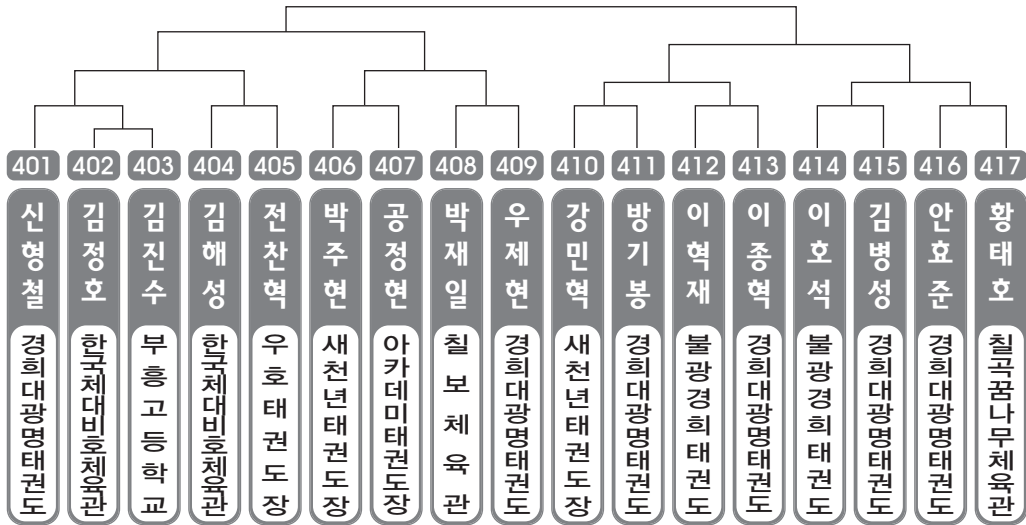 401 402 403 404 405 406 407 408 409 410 411 412 413 414 415 416 417
신형철
김정호
김진수
김해성
전찬혁
박주현
공정현
박재일
우제현
강민혁
방기봉
이혁재
이종혁
이호석
김병성
안효준
황태호
경희대광명태권도
한국체대비호체육관
부흥고등학교
한국체대비호체육관
우호태권도장
새천년태권도장
아카데미태권도장
칠보체육관
경희대광명태권도
새천년태권도장
경희대광명태권도
불광경희태권도
경희대광명태권도
불광경희태권도
경희대광명태권도
경희대광명태권도
칠곡꿈나무체육관